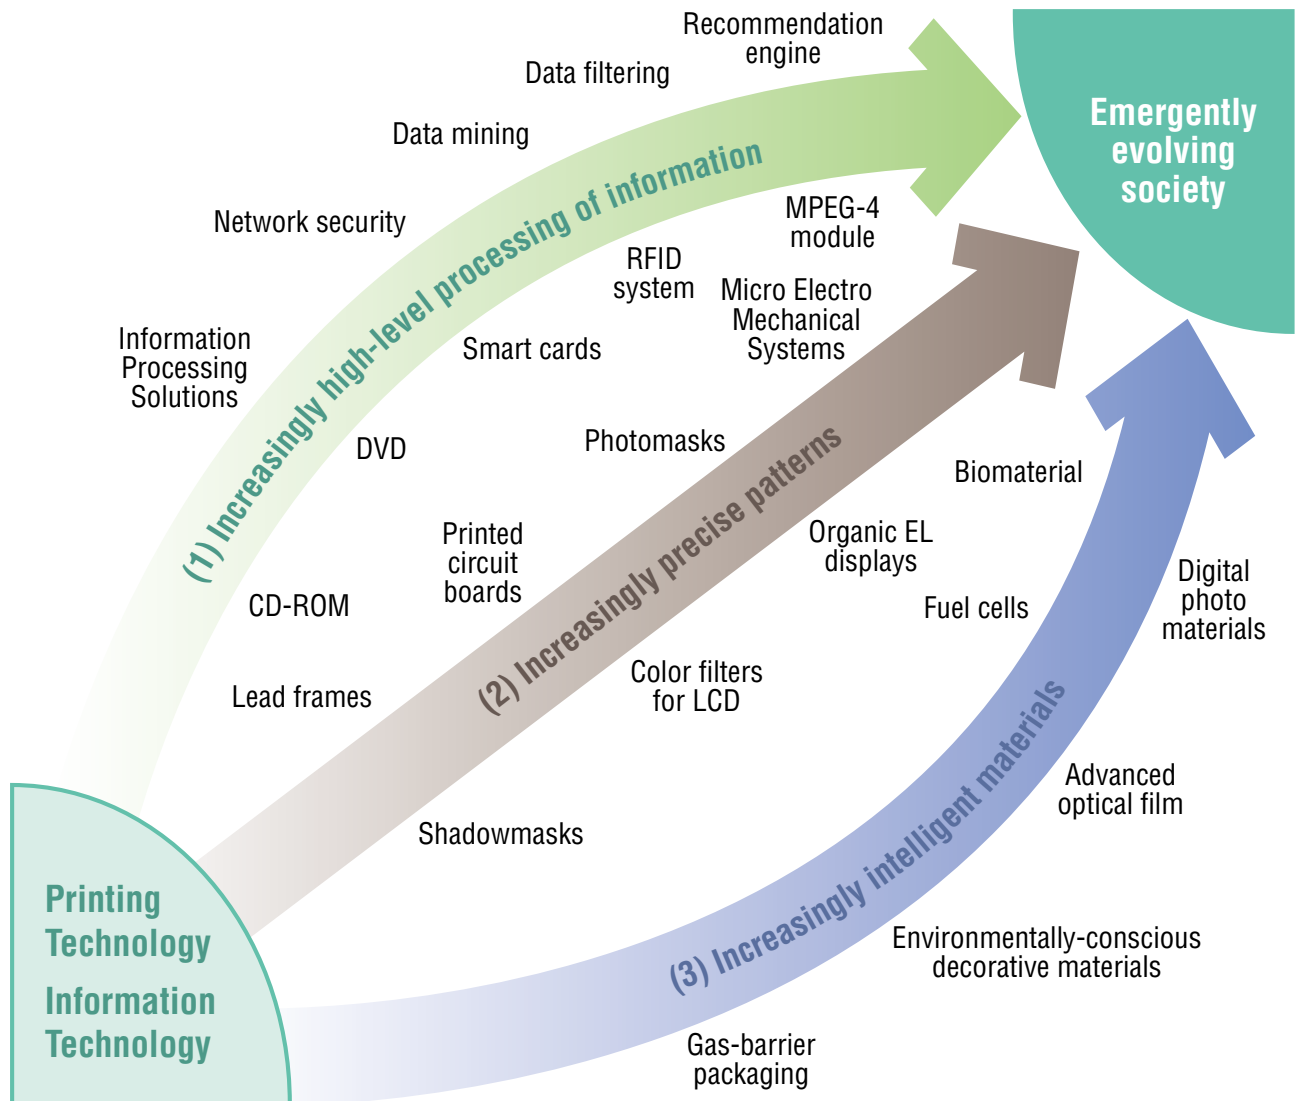 Recommendation
engine
Data filtering
Data mining
Network security
Information
Processing
Solutions
(1) Increasingly high-level processing of information
Emergently
evolving
society
MPEG-4
module
RFID
system
Micro Electro
Mechanical
Systems
Smart cards
DVD
Photomasks
Printed
circuit
boards
CD-ROM
Lead frames
(2) Increasingly precise patterns
Biomaterial
Organic EL
displays
Fuel cells
Color filters
for LCD
Shadowmasks
(3) Increasingly intelligent materials
Digital
photo
materials
Advanced
optical film
Environmentally-conscious
decorative materials
Gas-barrier
packaging
Printing
Technology
Information
Technology